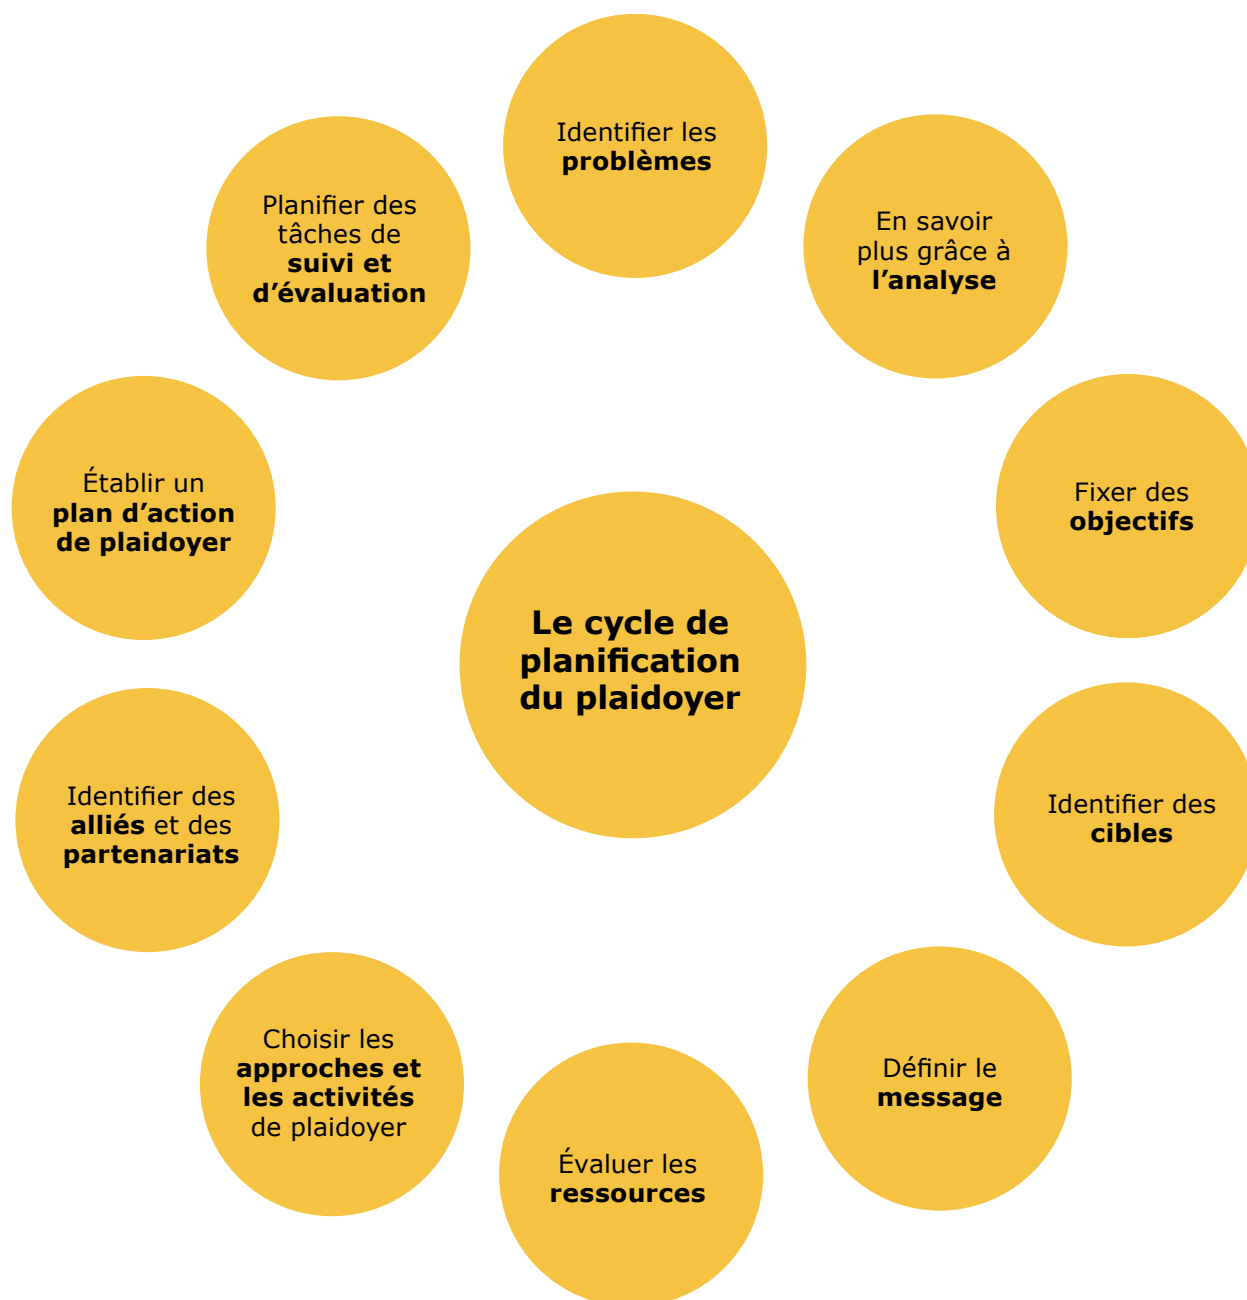 Identifier les
problèmes
En savoir
plus grâce à
l’analyse
Fixer des
objectifs
Identifier des
cibles
Définir le
message
Évaluer les
ressources
Choisir les
approches et
les activités
de plaidoyer
Identifier des
alliés et des
partenariats
Établir un
plan d’action
de plaidoyer
Planifier des
tâches de
suivi et
d’évaluation
Le cycle de
planification
du plaidoyer